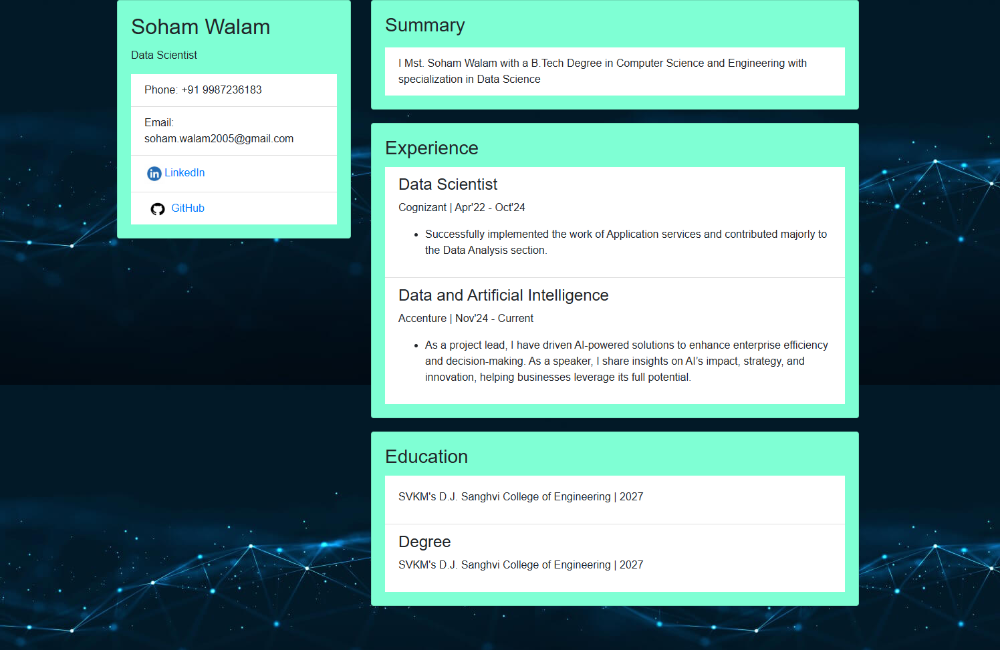 Soham Walam
Data Scientist
Phone: +91 9987236183
Email:
soham.walam2005@gmail.com
LinkedIn
GitHub
Summary
I Mst. Soham Walam with a B.Tech Degree in Computer Science and Engineering with
specialization in Data Science
Experience
Data Scientist
Cognizant | Apr'22 - Oct'24
• Successfully implemented the work of Application services and contributed majorly to
the Data Analysis section.
Data and Artificial Intelligence
Accenture | Nov'24 - Current
• As a project lead, I have driven AI-powered solutions to enhance enterprise efficiency
and decision-making. As a speaker, I share insights on AI’s impact, strategy, and
innovation, helping businesses leverage its full potential.
Education
SVKM's D.J. Sanghvi College of Engineering | 2027
Degree
SVKM's D.J. Sanghvi College of Engineering | 2027